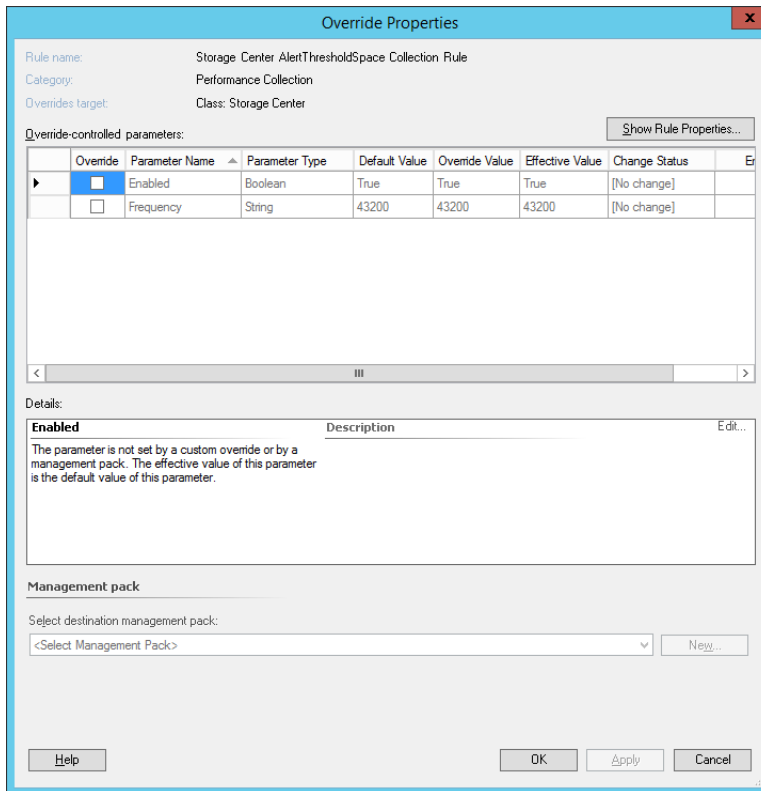 Override Properties
x
Rule name: Storage Center AlertThresholdSpace Collection Rule
Category: Performance Collection
Overrides target: Class: Storage Center
Override-controlled parameters: Show Rule Properties...
Override Parameter Name Parameter Type Default Value Override Value Effective Value Change Status En
Enabled Boolean True True True [No change]
Frequency String 43200 43200 43200 [No change]
Details:
Enabled Description Edit...
The parameter is not set by a custom override or by a
management pack. The effective value of this parameter
is the default value of this parameter.
Management pack
Select destination management pack:
<Select Management Pack> New...
Help OK Apply Cancel